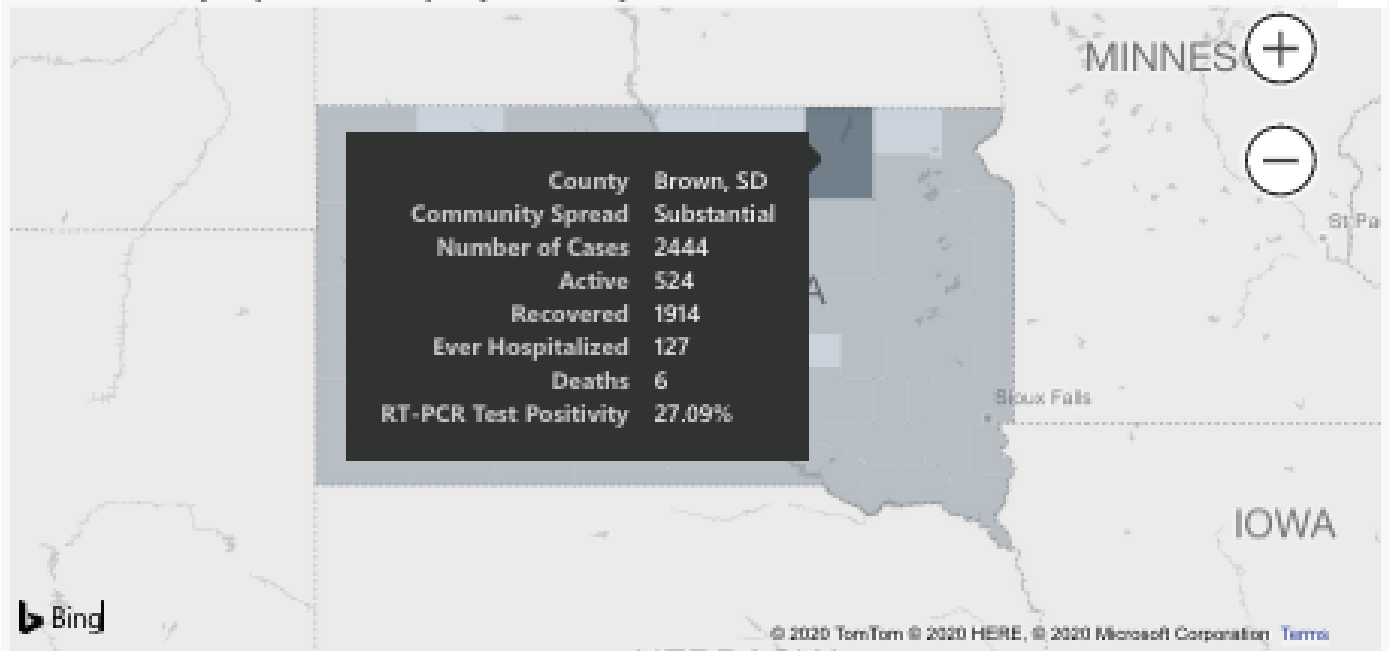 MINNES
County Brown, SD
Community Spread Substantial
St Pa
Number of Cases 2444
Active 524
A
Recovered 1914
Ever Hospitalized 127
Deaths 6
Sioux Falls
RT-PCR Test Positivity 27.09%
IOWA
Bing
© 2020 TomTom © 2020 HERE, © 2020 Microsoft Corporation Terms